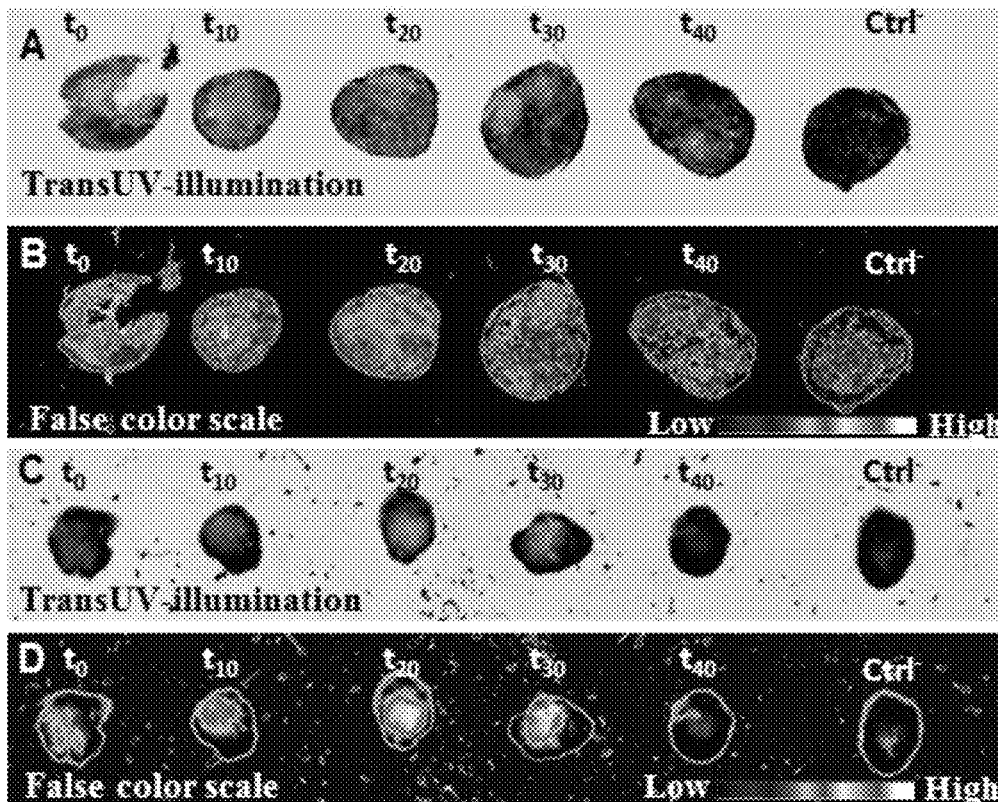 A t₀ t₁₀ t₂₀ t₃₀ t₄₀ Ctrl⁻
TransUV-illumination
B t₀ t₁₀ t₂₀ t₃₀ t₄₀ Ctrl⁻
False color scale Low High
C t₀ t₁₀ t₂₀ t₃₀ t₄₀ Ctrl⁻
TransUV-illumination
D t₀ t₁₀ t₂₀ t₃₀ t₄₀ Ctrl⁻
False color scale Low High